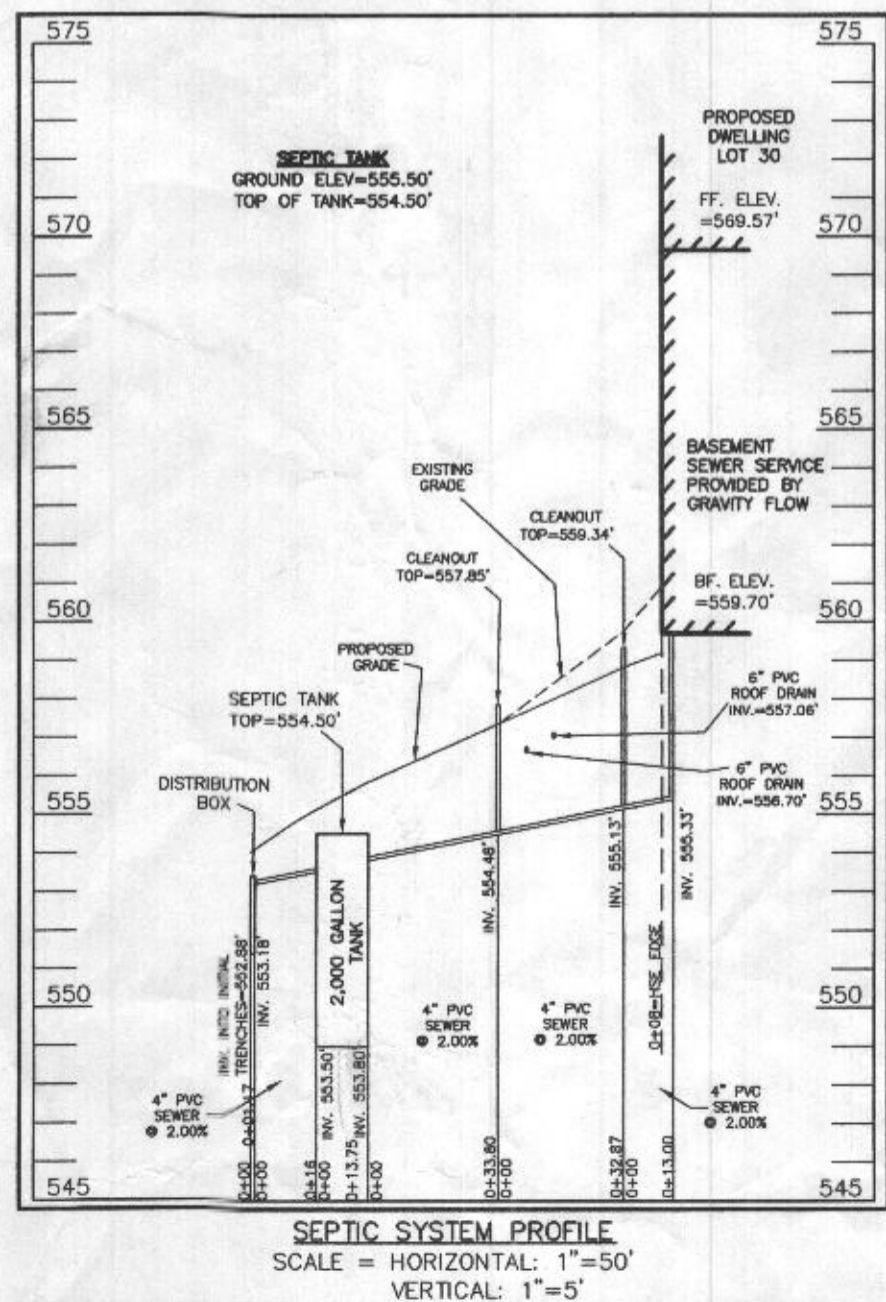 575
575
PROPOSED
DWELLING
LOT 30
SEPTIC TANK
GROUND ELEV=555.50'
TOP OF TANK=554.50'
FF. ELEV.
=569.57'
570
570
565
565
EXISTING
GRADE
BASEMENT
SEWER SERVICE
PROVIDED BY
GRAVITY FLOW
CLEANOUT
TOP=559.34'
CLEANOUT
TOP=557.85'
BF. ELEV.
=559.70'
560
560
PROPOSED
GRADE
SEPTIC TANK
TOP=554.50'
6" PVC
ROOF DRAIN
INV.=557.06'
DISTRIBUTION
BOX
6" PVC
ROOF DRAIN
INV.=556.70'
555
555
INV. INTO INITIAL
TRENCHES=552.88'
INV. 553.18'
2,000 GALLON
TANK
INV. 553.50'
INV. 553.80'
INV. 554.48'
INV. 555.13'
0+08=HSE EDGE
INV. 555.33'
550
550
4" PVC
SEWER
@ 2.00%
4" PVC
SEWER
@ 2.00%
4" PVC
SEWER
@ 2.00%
4" PVC
SEWER
@ 2.00%
0+00
0+00
0+16
0+00
0+13.75
0+00
0+33.80
0+00
0+32.87
0+00
0+13.00
545
545
SEPTIC SYSTEM PROFILE
SCALE = HORIZONTAL: 1"=50'
VERTICAL: 1"=5'